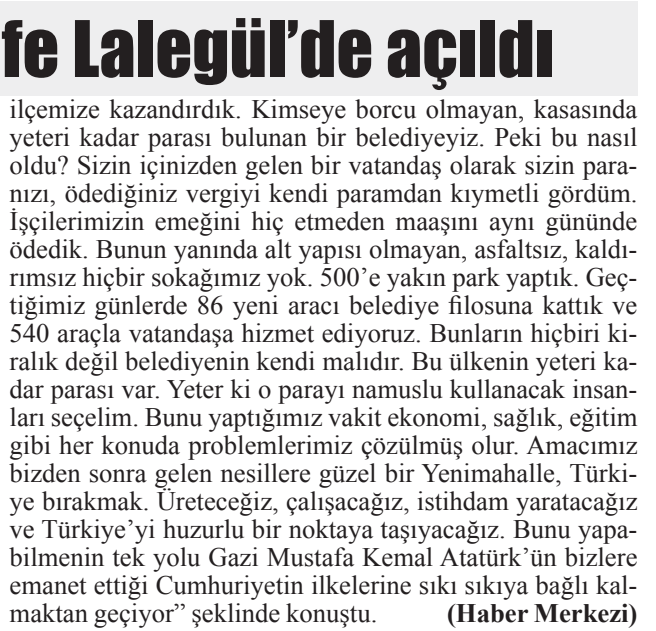 fe Lalegül’de açıldı
ilçemize kazandırdık. Kimseye borcu olmayan, kasasında
yeteri kadar parası bulunan bir belediyeyiz. Peki bu nasıl
oldu? Sizin içinizden gelen bir vatandaş olarak sizin para-
nızı, ödediğiniz vergiyi kendi paramdan kıymetli gördüm.
İşçilerimizin emeğini hiç etmeden maaşını aynı gününde
ödedik. Bunun yanında alt yapısı olmayan, asfaltsız, kaldı-
rımsız hiçbir sokağımız yok. 500’e yakın park yaptık. Geç-
tiğimiz günlerde 86 yeni aracı belediye filosuna kattık ve
540 araçla vatandaşa hizmet ediyoruz. Bunların hiçbiri ki-
ralık değil belediyenin kendi malıdır. Bu ülkenin yeteri ka-
dar parası var. Yeter ki o parayı namuslu kullanacak insan-
ları seçelim. Bunu yaptığımız vakit ekonomi, sağlık, eğitim
gibi her konuda problemlerimiz çözülmüş olur. Amacımız
bizden sonra gelen nesillere güzel bir Yenimahalle, Türki-
ye bırakmak. Üreteceğiz, çalışacağız, istihdam yaratacağız
ve Türkiye’yi huzurlu bir noktaya taşıyacağız. Bunu yapa-
bilmenin tek yolu Gazi Mustafa Kemal Atatürk’ün bizlere
emanet ettiği Cumhuriyetin ilkelerine sıkı sıkıya bağlı kal-
maktan geçiyor” şeklinde konuştu. (Haber Merkezi)